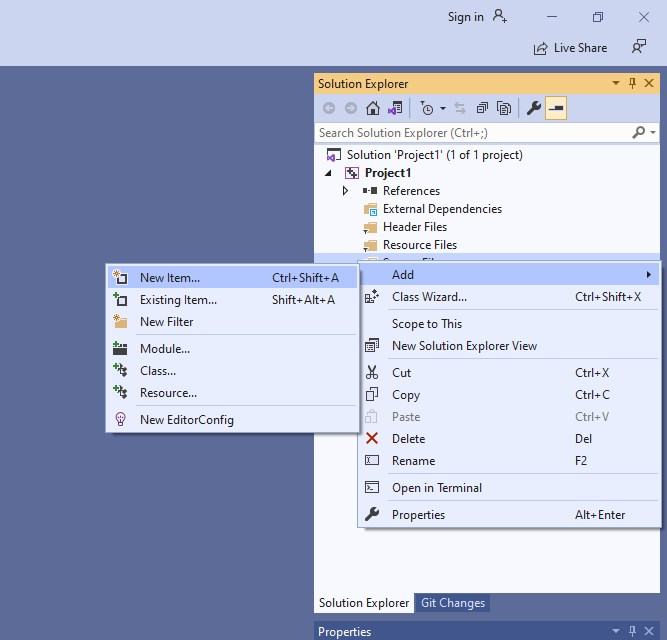 Sign in
Live Share
Solution Explorer
Search Solution Explorer (Ctrl+;)
Solution 'Project1' (1 of 1 project)
Project1
References
External Dependencies
Header Files
Resource Files
New Item... Ctrl+Shift+A
Existing Item... Shift+Alt+A
New Filter
Module...
Class...
Resource...
New EditorConfig
Add
Class Wizard... Ctrl+Shift+X
Scope to This
New Solution Explorer View
Cut Ctrl+X
Copy Ctrl+C
Paste Ctrl+V
Delete Del
Rename F2
Open in Terminal
Properties Alt+Enter
Solution Explorer Git Changes
Properties